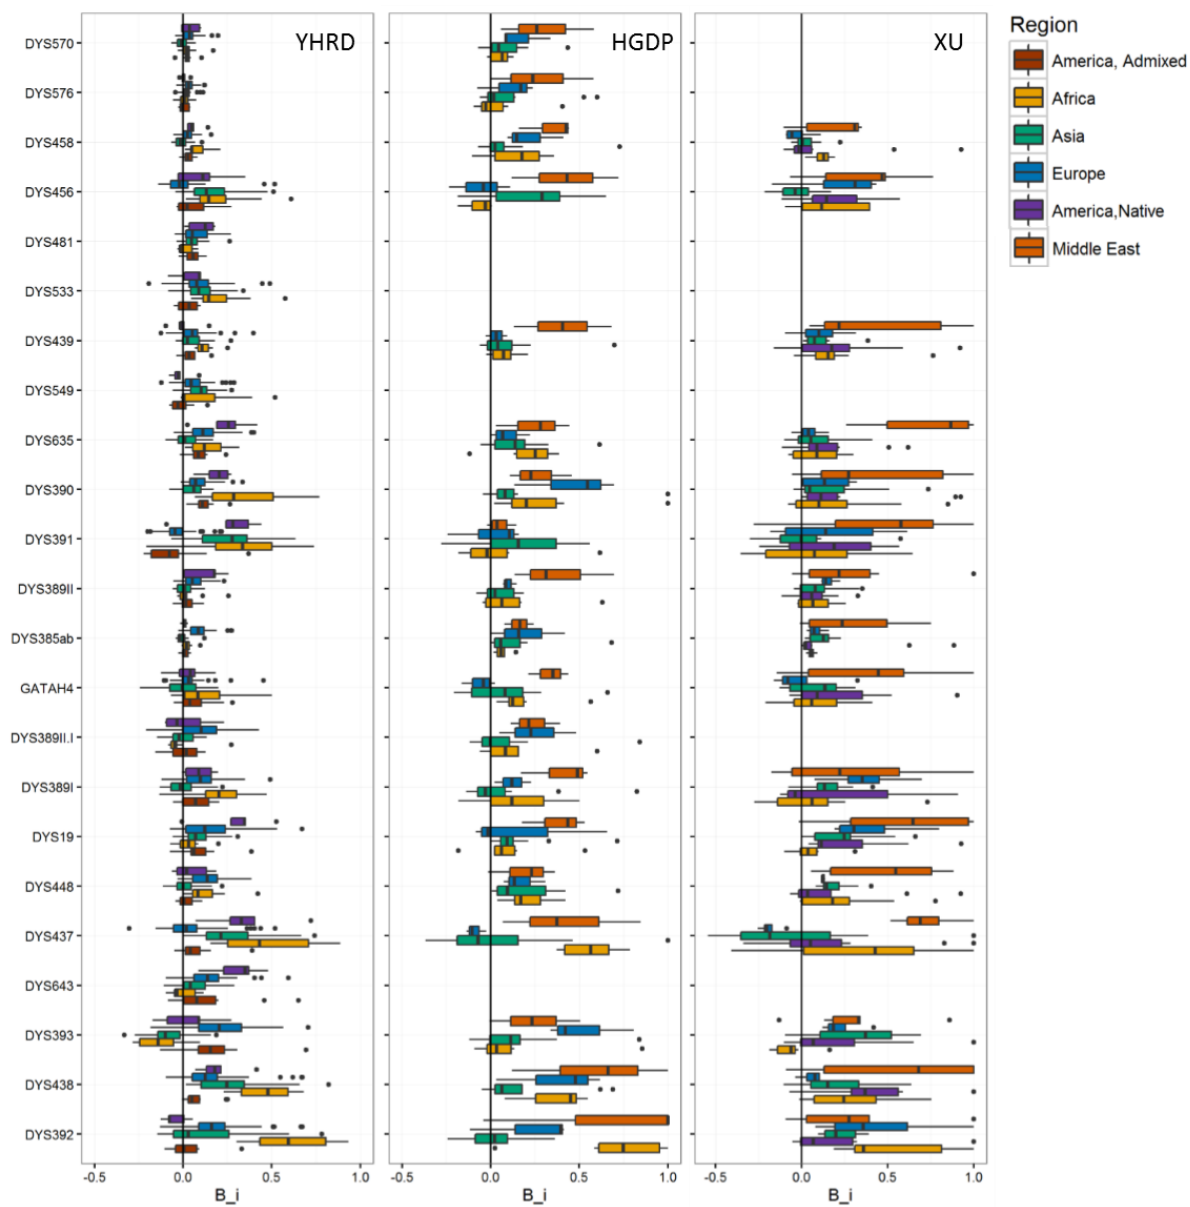 YHRD
HGDP
XU
Region
America, Admixed
Africa
Asia
Europe
America,Native
Middle East
DYS570
DYS576
DYS458
DYS456
DYS481
DYS533
DYS439
DYS549
DYS635
DYS390
DYS391
DYS389II
DYS385ab
GATAH4
DYS389II.I
DYS389I
DYS19
DYS448
DYS437
DYS643
DYS393
DYS438
DYS392
-0.5 0.0 0.5 1.0 -0.5 0.0 0.5 1.0 -0.5 0.0 0.5 1.0
B_i B_i B_i